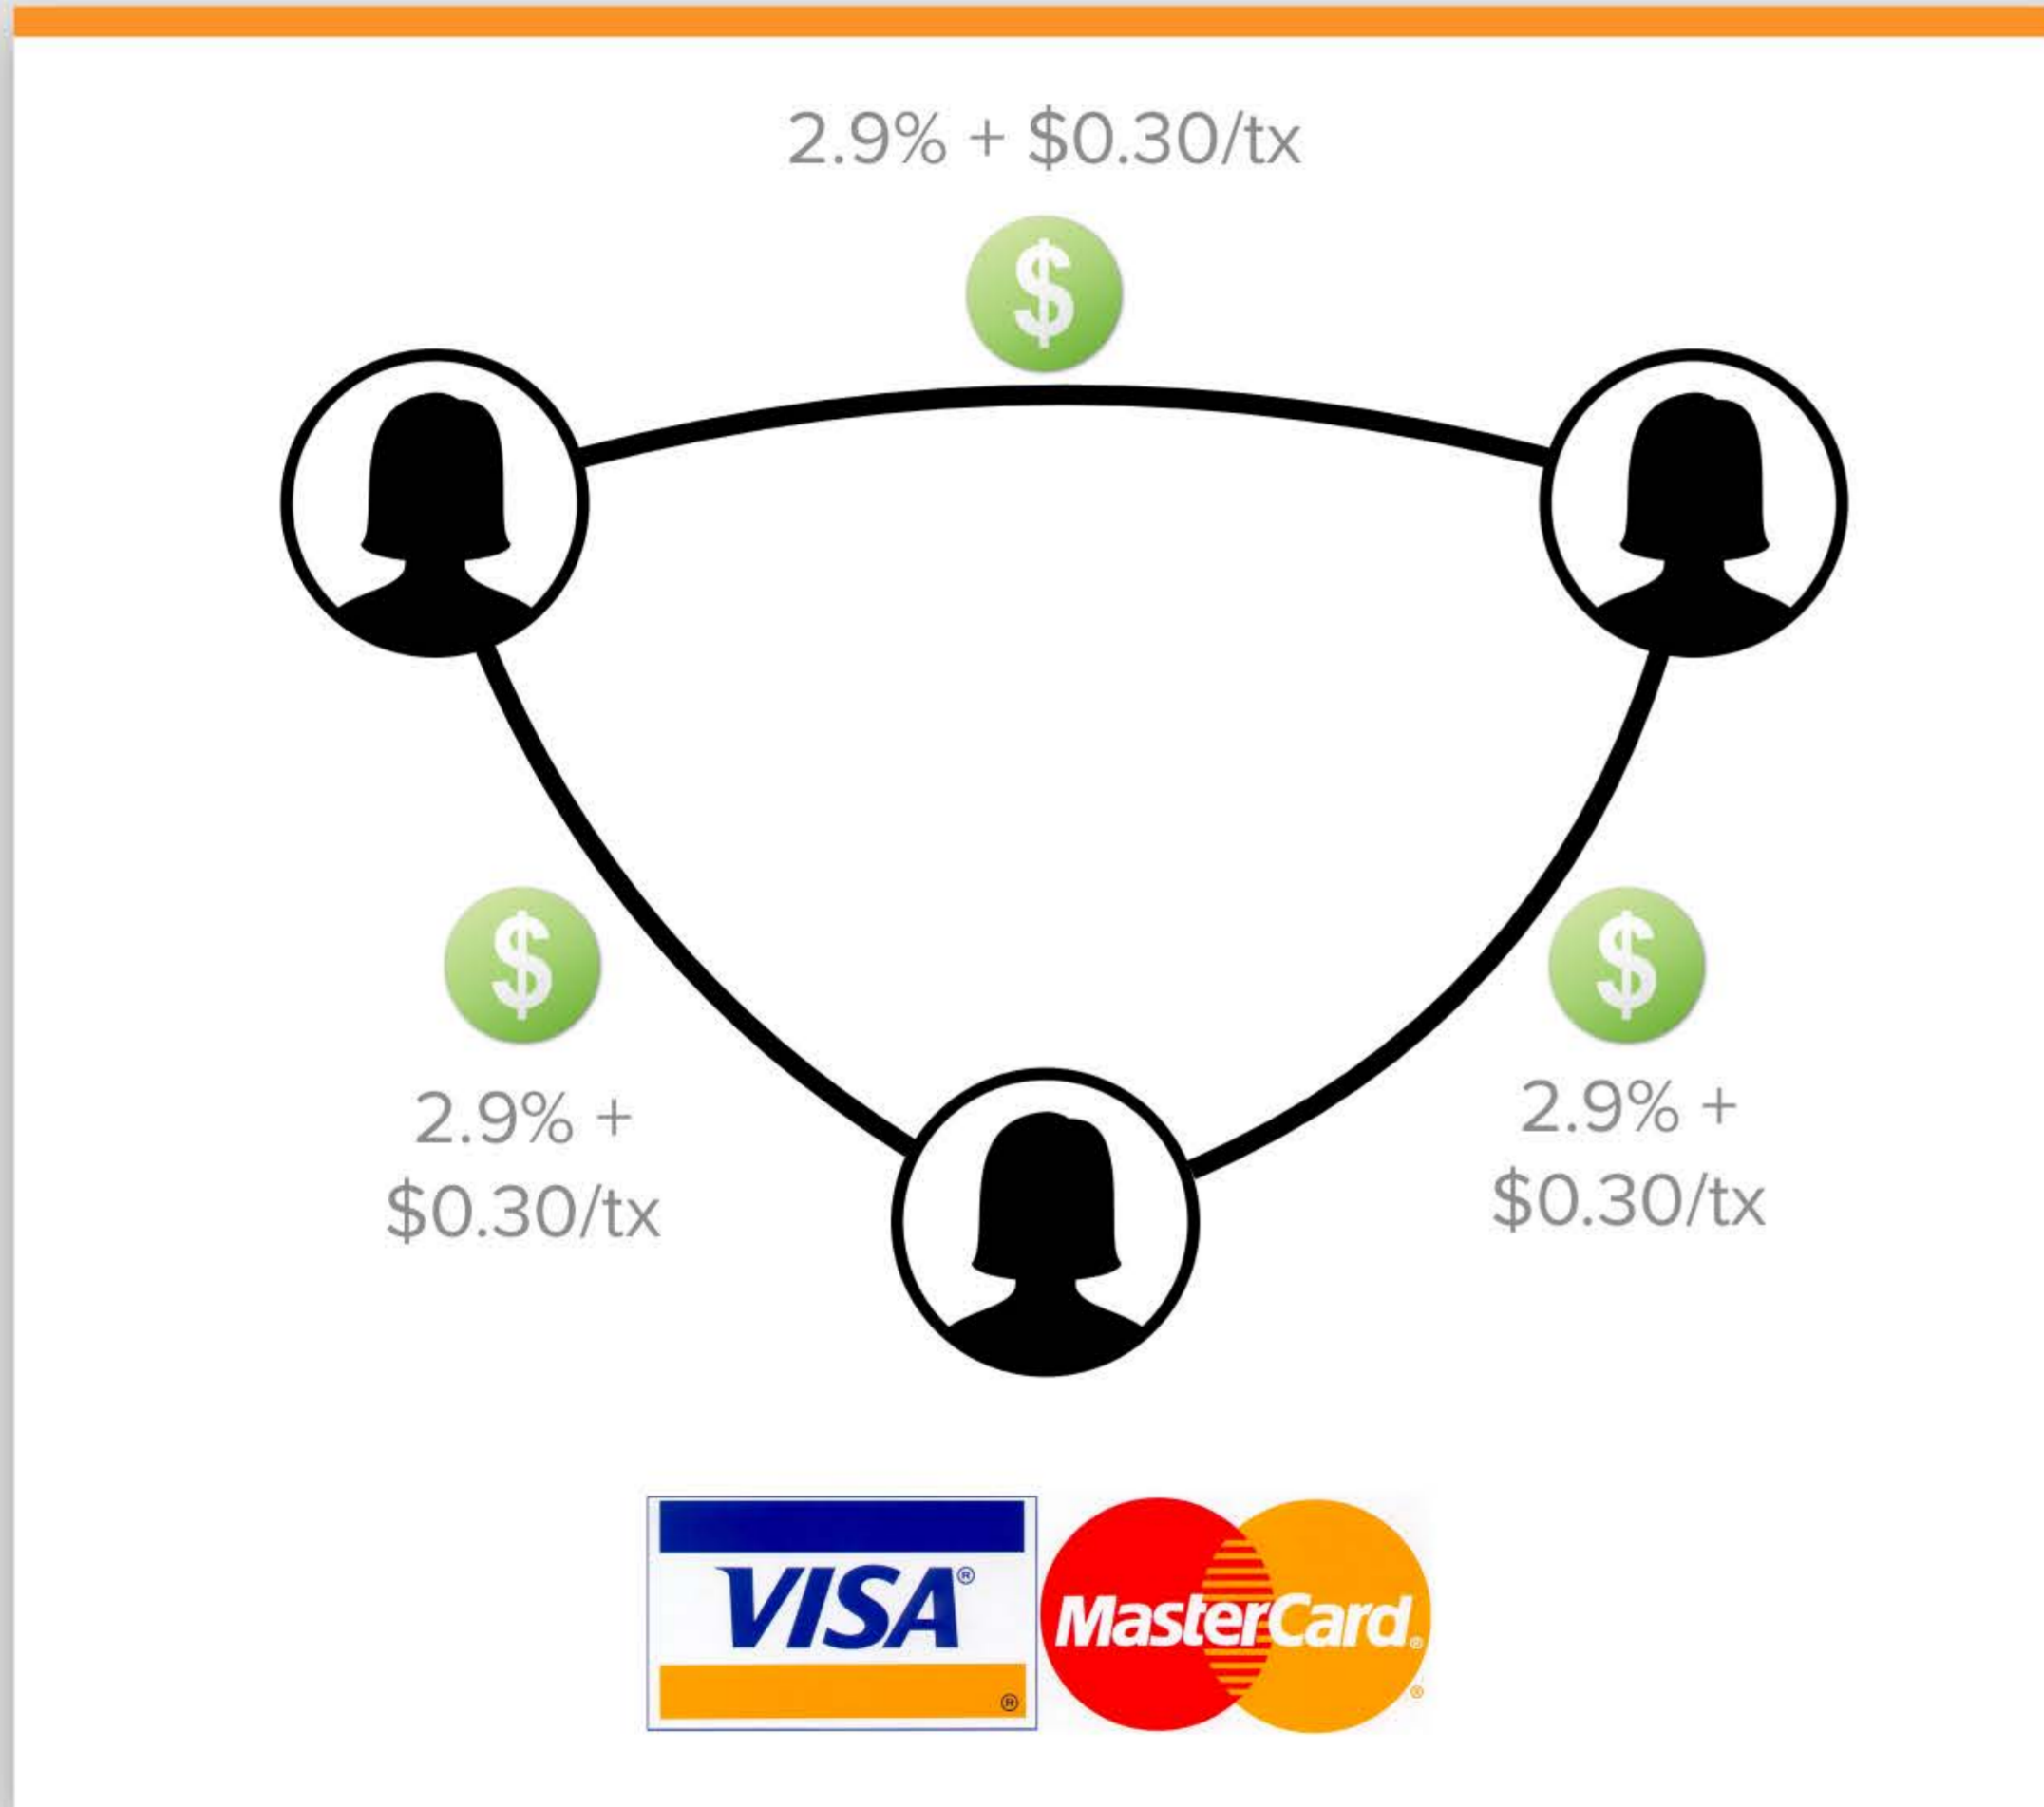 2.9% + $0.30/tx
$
$
$
2.9% +
$0.30/tx
2.9% +
$0.30/tx
VISA®
®
MasterCard®
®